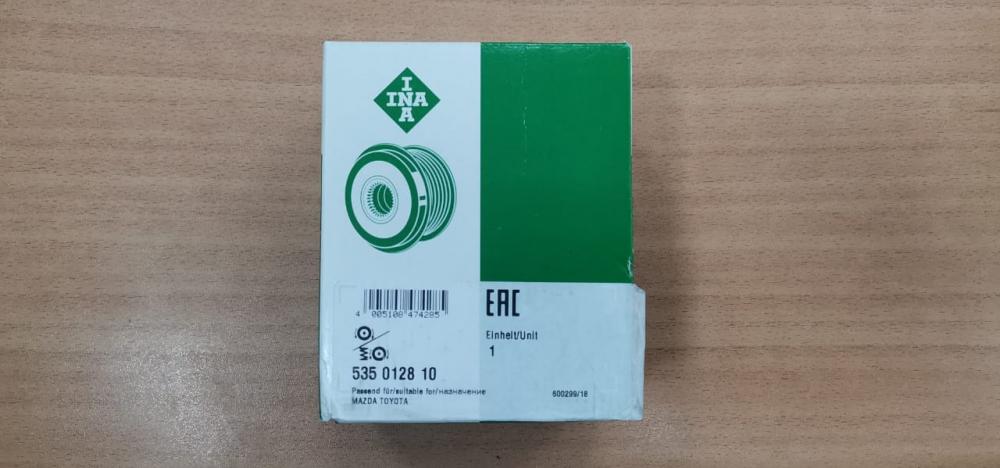 I
INA
A
4 005108 474285
EAC
Einheit/Unit
1
535 0128 10
Passend für/suitable for/назначение
MAZDA TOYOTA
600299/18